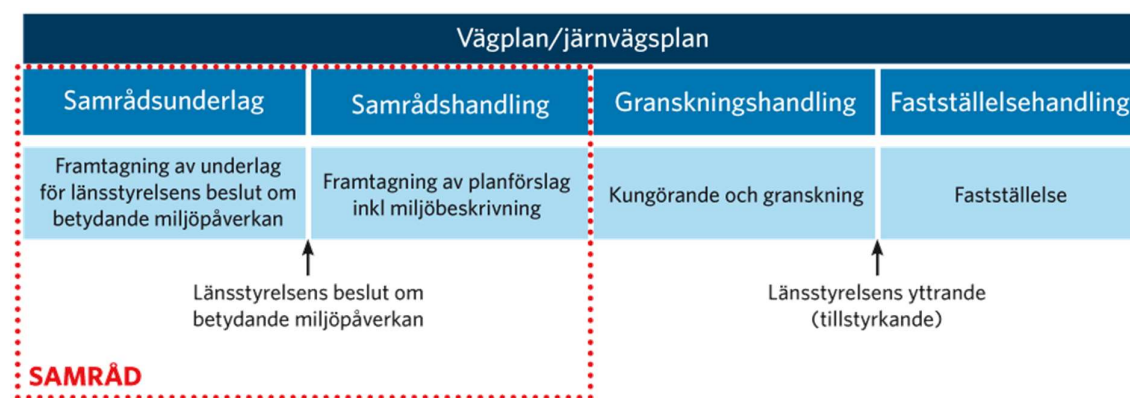 Vägplan/järnvägsplan
Samrådsunderlag
Samrådshandling
Granskningshandling
Fastställelsehandling
Framtagning av underlag
för länsstyrelsens beslut om
betydande miljöpåverkan
Framtagning av planförslag
inkl miljöbeskrivning
Kungörande och granskning
Fastställelse
Länsstyrelsens beslut om
betydande miljöpåverkan
Länsstyrelsens yttrande
(tillstyrkande)
SAMRÅD